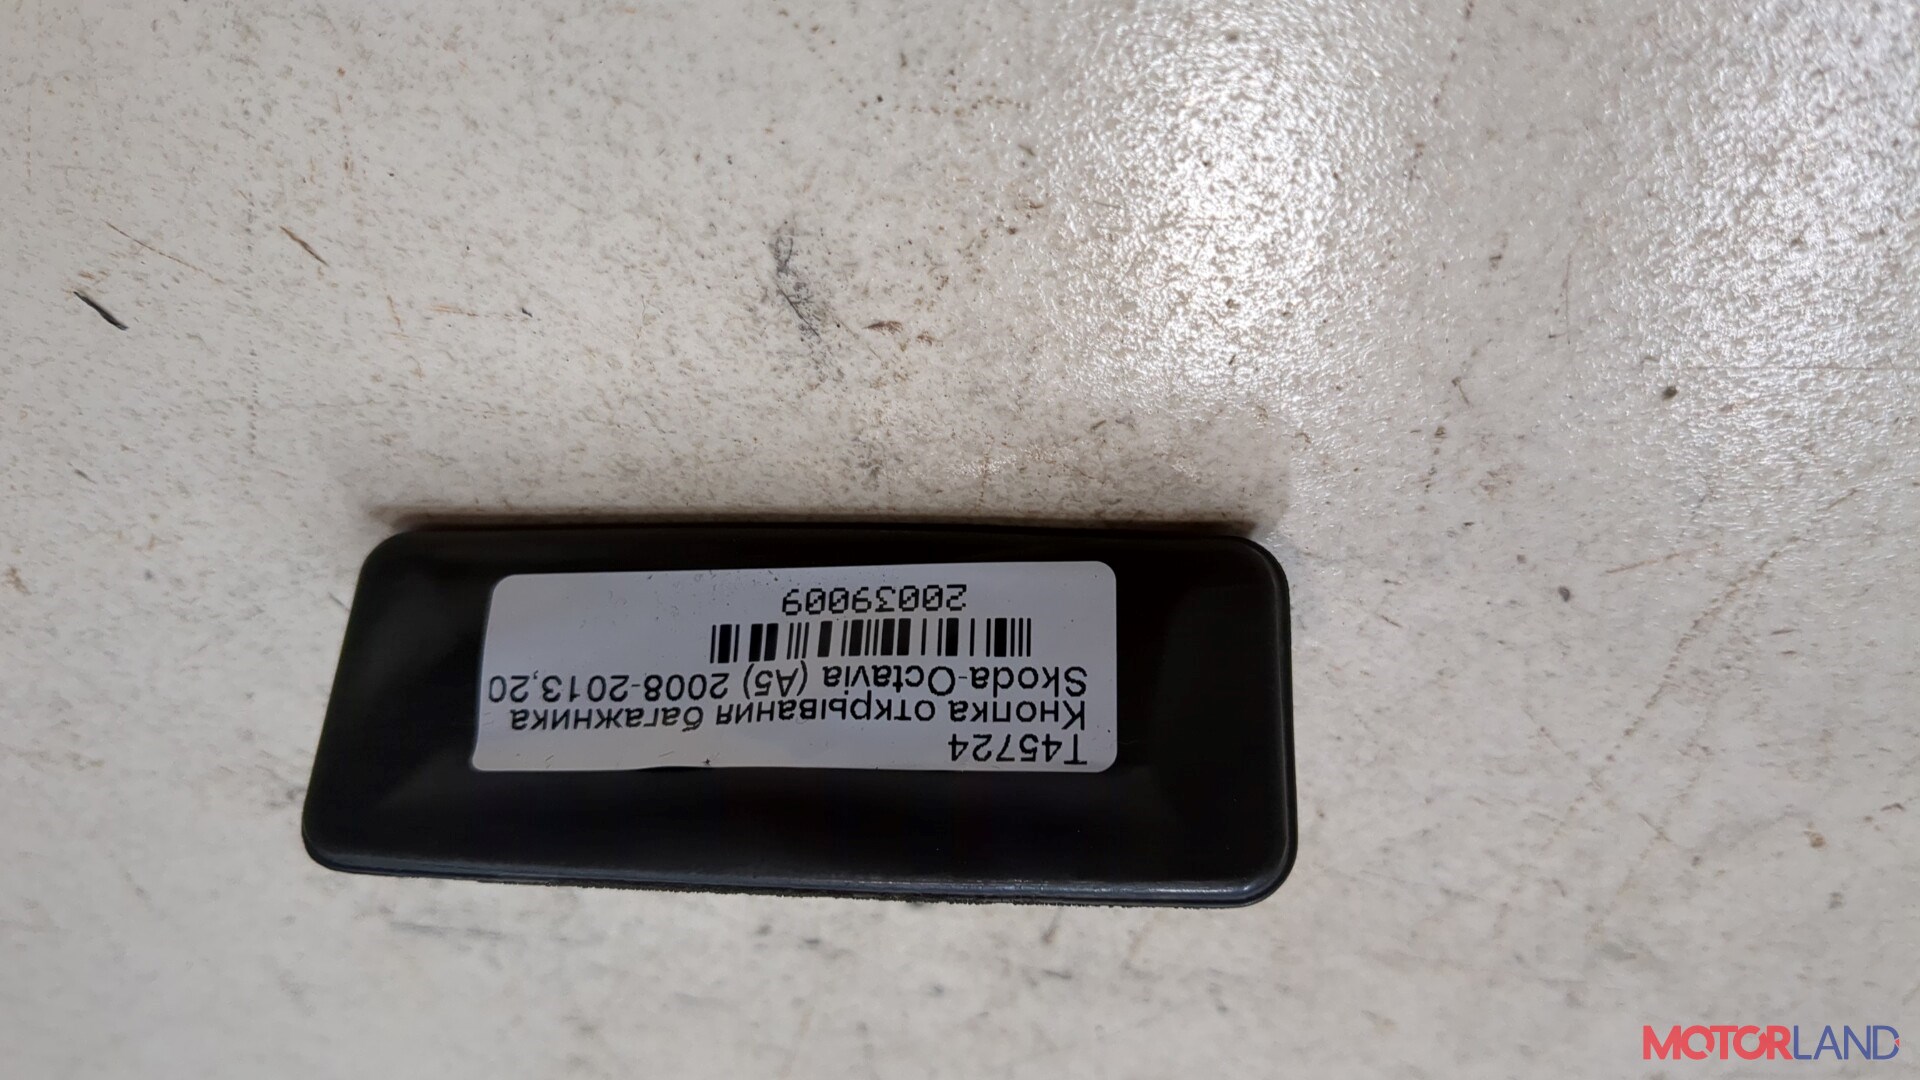 T45724
Кнопка открывания багажника
Skoda Octavia (A5) 2008-2013,20
20039009
MOTORLAND